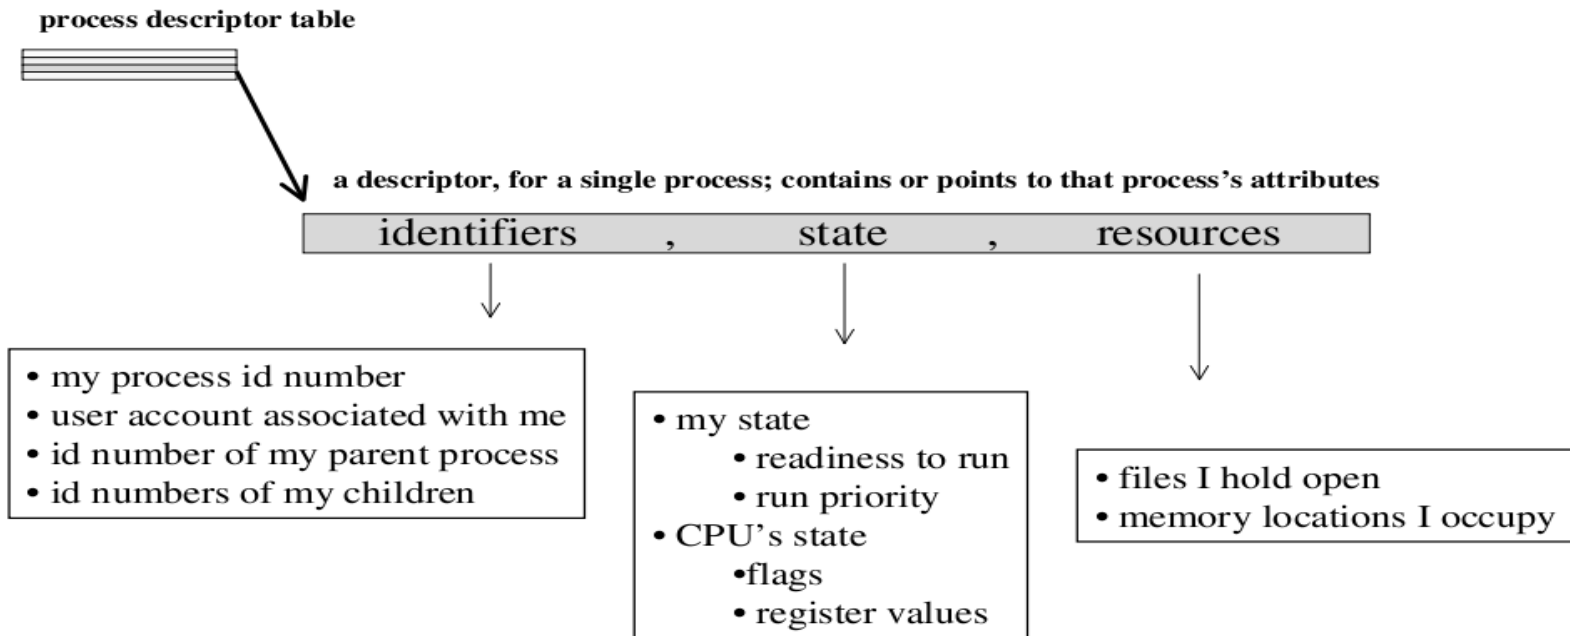 process descriptor table
a descriptor, for a single process; contains or points to that process’s attributes
identifiers , state , resources
• my process id number
• user account associated with me
• id number of my parent process
• id numbers of my children
• my state
• readiness to run
• run priority
• CPU’s state
•flags
• register values
• files I hold open
• memory locations I occupy